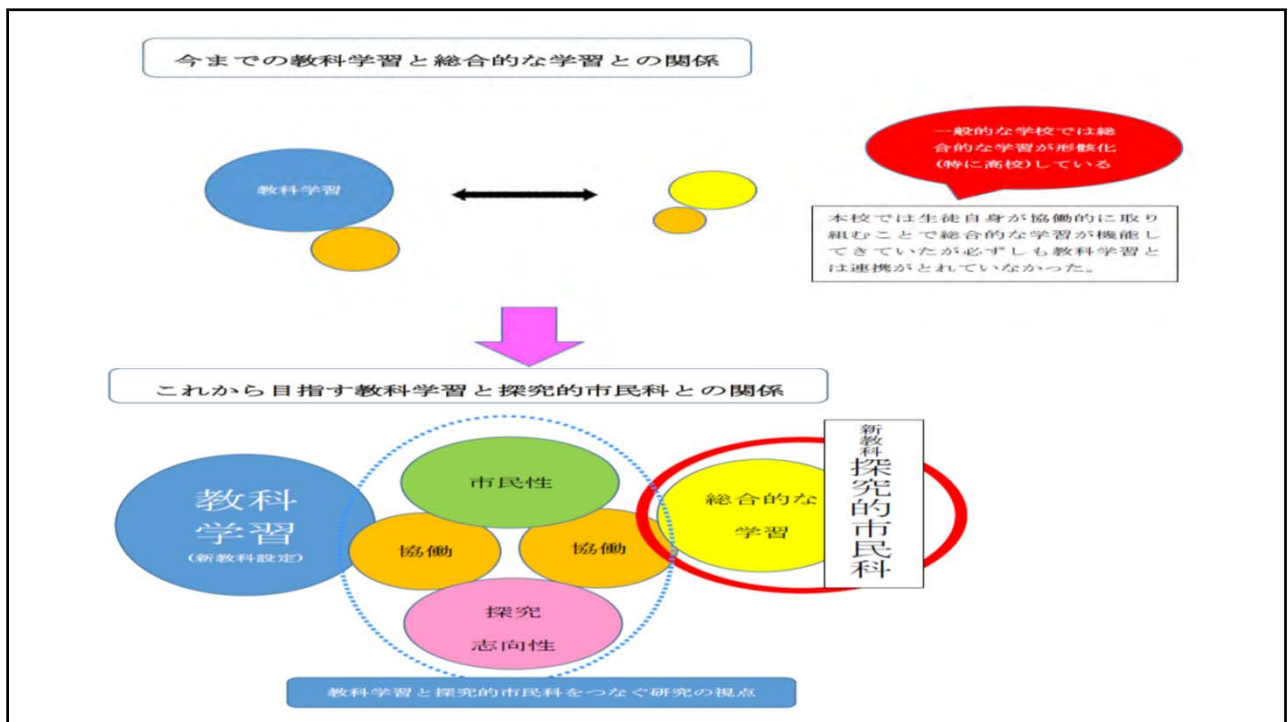 今までの教科学習と総合的な学習との関係
一般的な学校では総
合的な学習が形骸化
(特に高校)している
教科学習
本校では生徒自身が協働的に取り
組むことで総合的な学習が機能し
てきていたが必ずしも教科学習と
は連携がとれていなかった。
これから目指す教科学習と探究的市民科との関係
教科
学習
(新教科設定)
市民性
協働
協働
探究
志向性
総合的な
学習
新教科
探究的市民科
教科学習と探究的市民科をつなぐ研究の視点